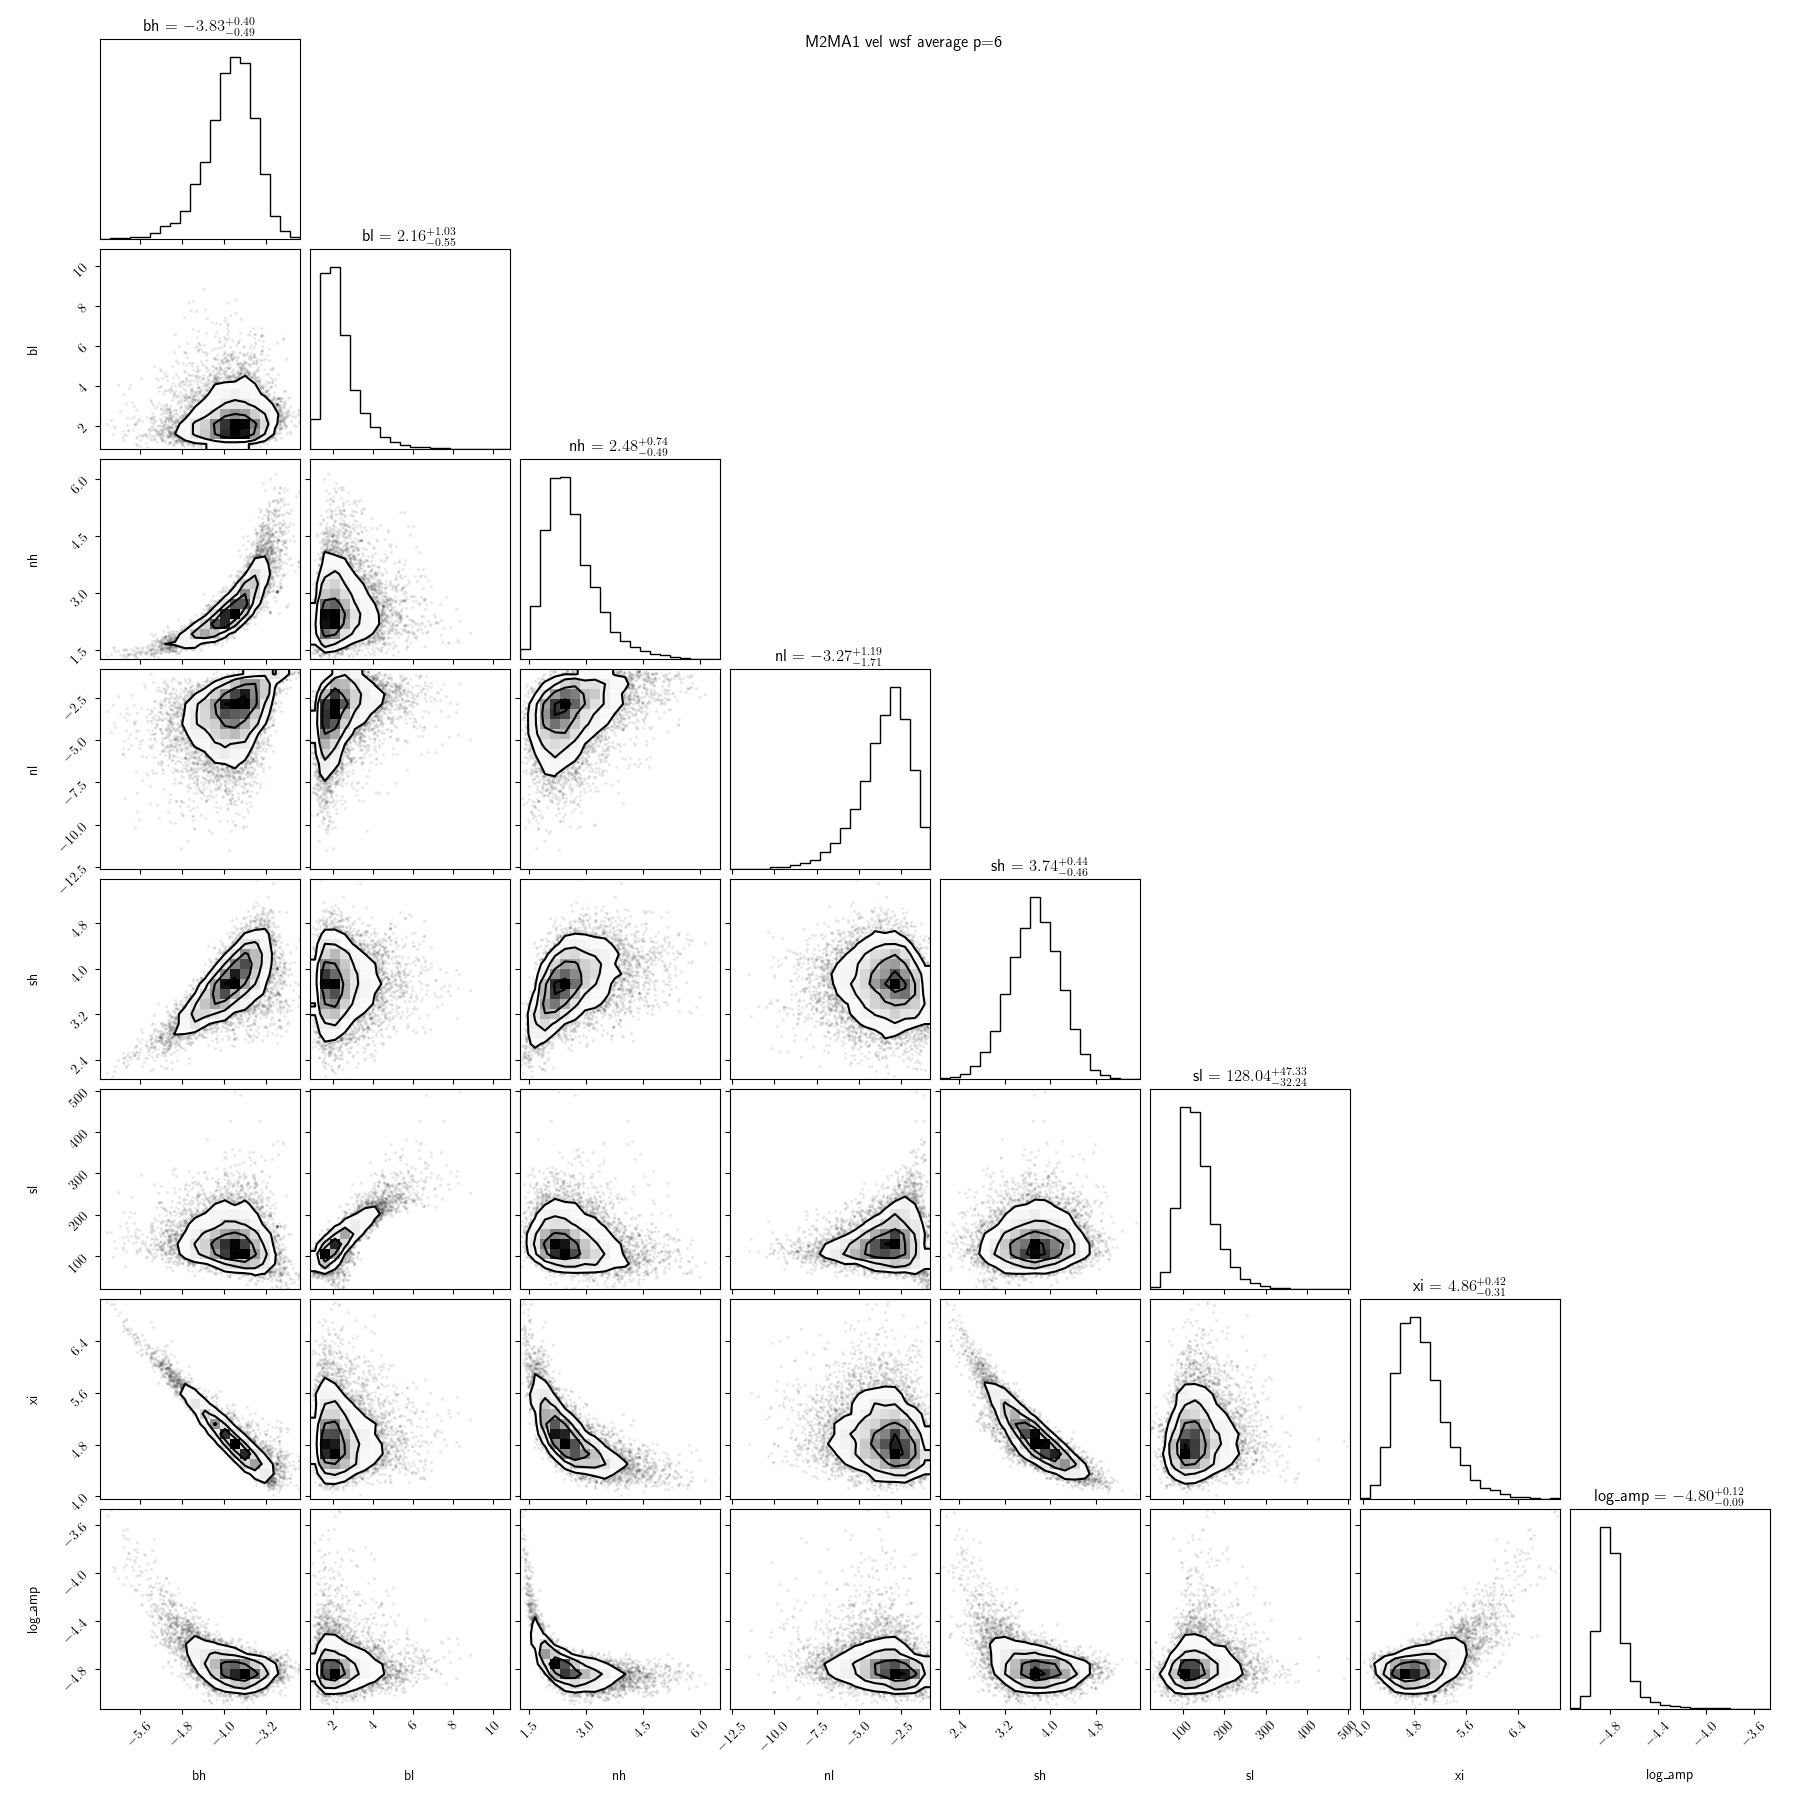 M2MA1 vel wsf average p=6
bh = −3.83 +0.40 −0.49
bl = 2.16 +1.03 −0.55
bl
10
8
6
4
2
nh = 2.48 +0.74 −0.49
nh
6.0
4.5
3.0
1.5
nl = −3.27 +1.19 −1.71
nl
−2.5
−5.0
−7.5
−10.0
−12.5
sh = 3.74 +0.44 −0.46
sh
4.8
4.0
3.2
2.4
sl = 128.04 +47.33 −32.24
sl
500
400
300
200
100
xi = 4.86 +0.42 −0.31
xi
6.4
5.6
4.8
4.0
log_amp = −4.80 +0.12 −0.09
log_amp
−3.6
−4.0
−4.4
−4.8
−5.6 −4.8 −4.0 −3.2 2 4 6 8 10 1.5 3.0 4.5 6.0 −12.5 −10.0 −7.5 −5.0 −2.5 2.4 3.2 4.0 4.8 100 200 300 400 500 4.0 4.8 5.6 6.4 −4.8 −4.4 −4.0 −3.6
bh bl nh nl sh sl xi log_amp